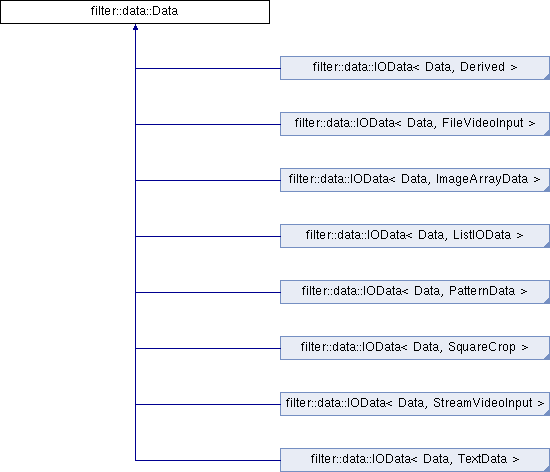 filter::data::Data
filter::data::IOData< Data, Derived >
filter::data::IOData< Data, FileVideoInput >
filter::data::IOData< Data, ImageArrayData >
filter::data::IOData< Data, ListIOData >
filter::data::IOData< Data, PatternData >
filter::data::IOData< Data, SquareCrop >
filter::data::IOData< Data, StreamVideoInput >
filter::data::IOData< Data, TextData >